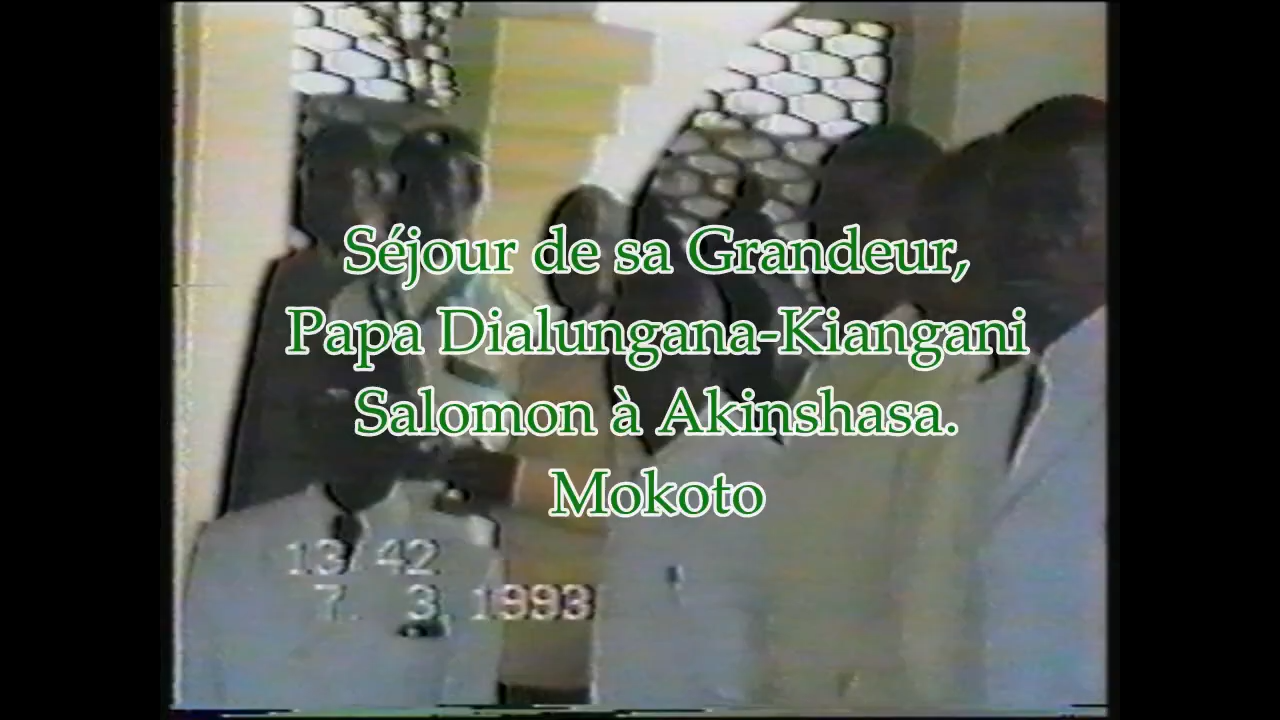 Séjour de sa Grandeur,
Papa Dialungana-Kiangani
Salomon à Akinshasa.
Mokoto
13:42
7. 3. 1993